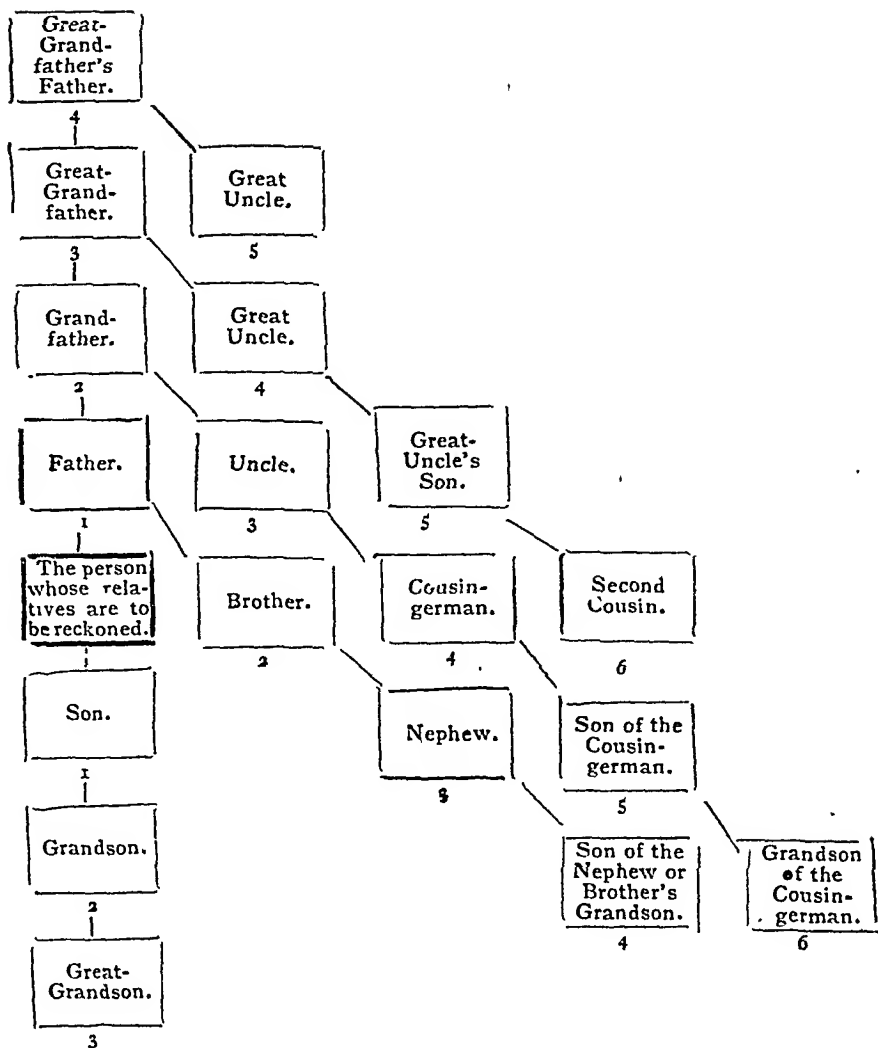 Great-
Grand-
father's
Father.
4
Great-
Grand-
father.
3
Great
Uncle.
5
Grand-
father.
2
Great
Uncle.
4
Father.
1
Uncle.
3
Great-
Uncle's
Son.
5
The person
whose rela-
tives are to
be reckoned.
Brother.
2
Cousin-
german.
4
Second
Cousin.
6
Son.
1
Nephew.
3
Son of the
Cousin-
german.
5
Grandson.
2
Son of the
Nephew or
Brother's
Grandson.
4
Grandson
of the
Cousin-
german.
6
Great-
Grandson.
3